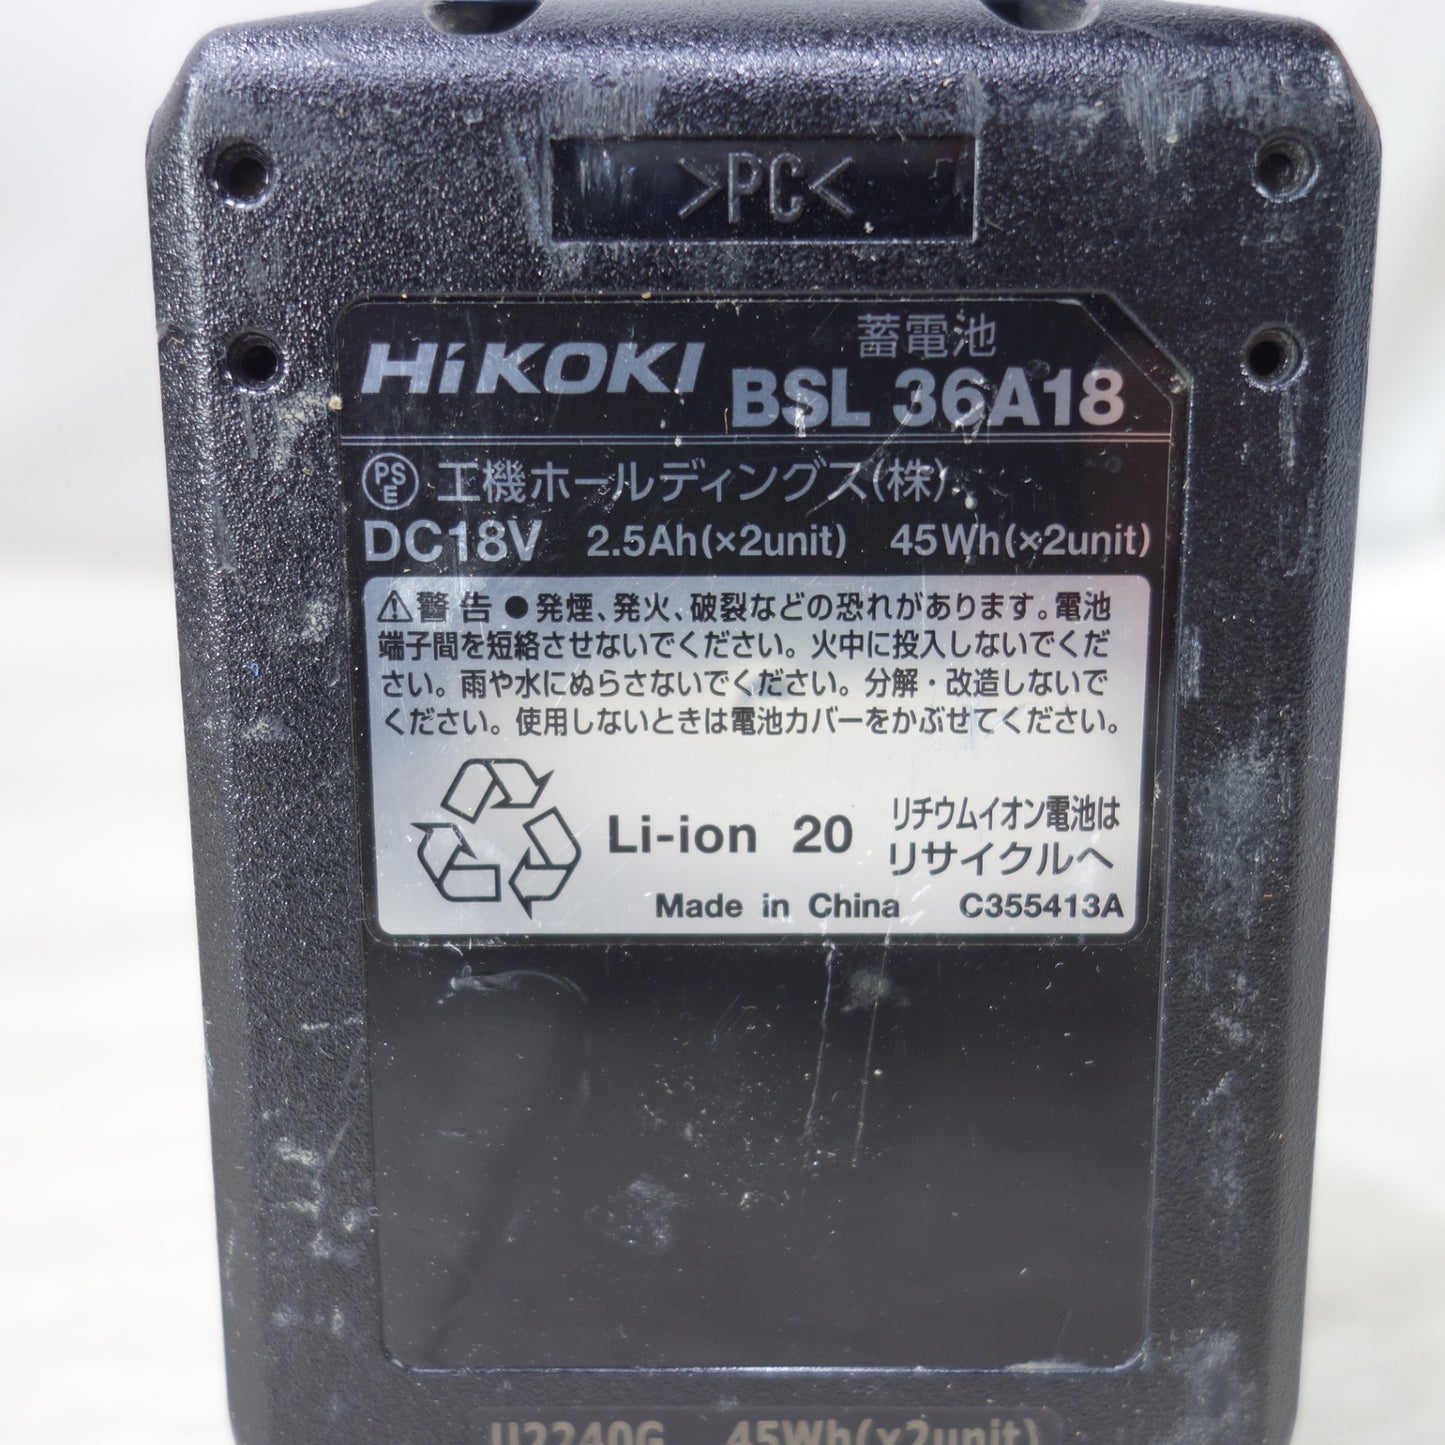 >PC<
HiKOKI 蓄電池
BSL 36A18
PSE 工機ホールディングス(株)
DC18V 2.5Ah(×2unit) 45Wh(×2unit)
⚠警告 ●発煙、発火、破裂などの恐れがあります。電池
端子間を短絡させないでください。火中に投入しないでくだ
さい。雨や水にぬらさないでください。分解・改造しないで
ください。使用しないときは電池カバーをかぶせてください。
Li-ion 20 リチウムイオン電池は
リサイクルへ
Made in China C355413A
U2240G 45Wh(x2unit)